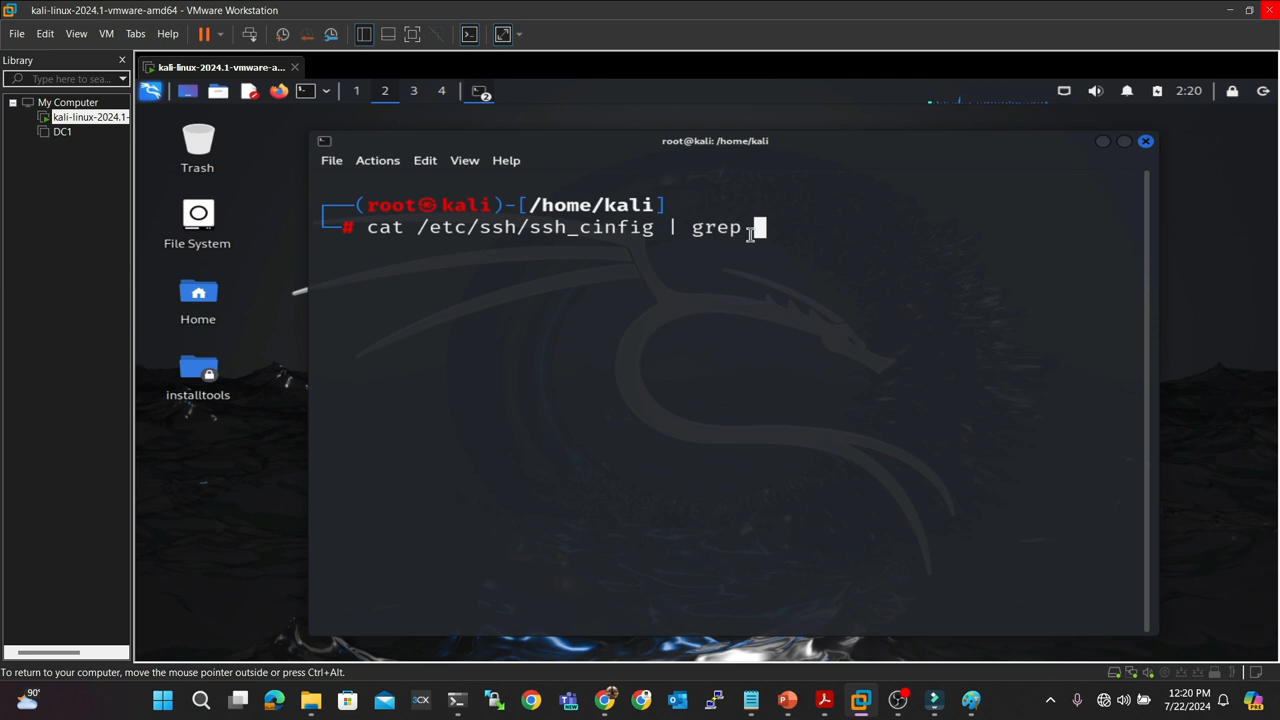 kali-linux-2024.1-vmware-amd64 - VMware Workstation
File Edit View VM Tabs Help
Library
Type here to sea...
My Computer
kali-linux-2024.1-
DC1
kali-linux-2024.1-vmware-a...
1 2 3 4 2 2:20
Trash
File System
Home
installtools
root@kali: /home/kali
File Actions Edit View Help
(root㉿kali)-[/home/kali]
# cat /etc/ssh/ssh_cinfig | grep
To return to your computer, move the mouse pointer outside or press Ctrl+Alt.
90°
3CX
NEW
12:20 PM
7/22/2024
PRE